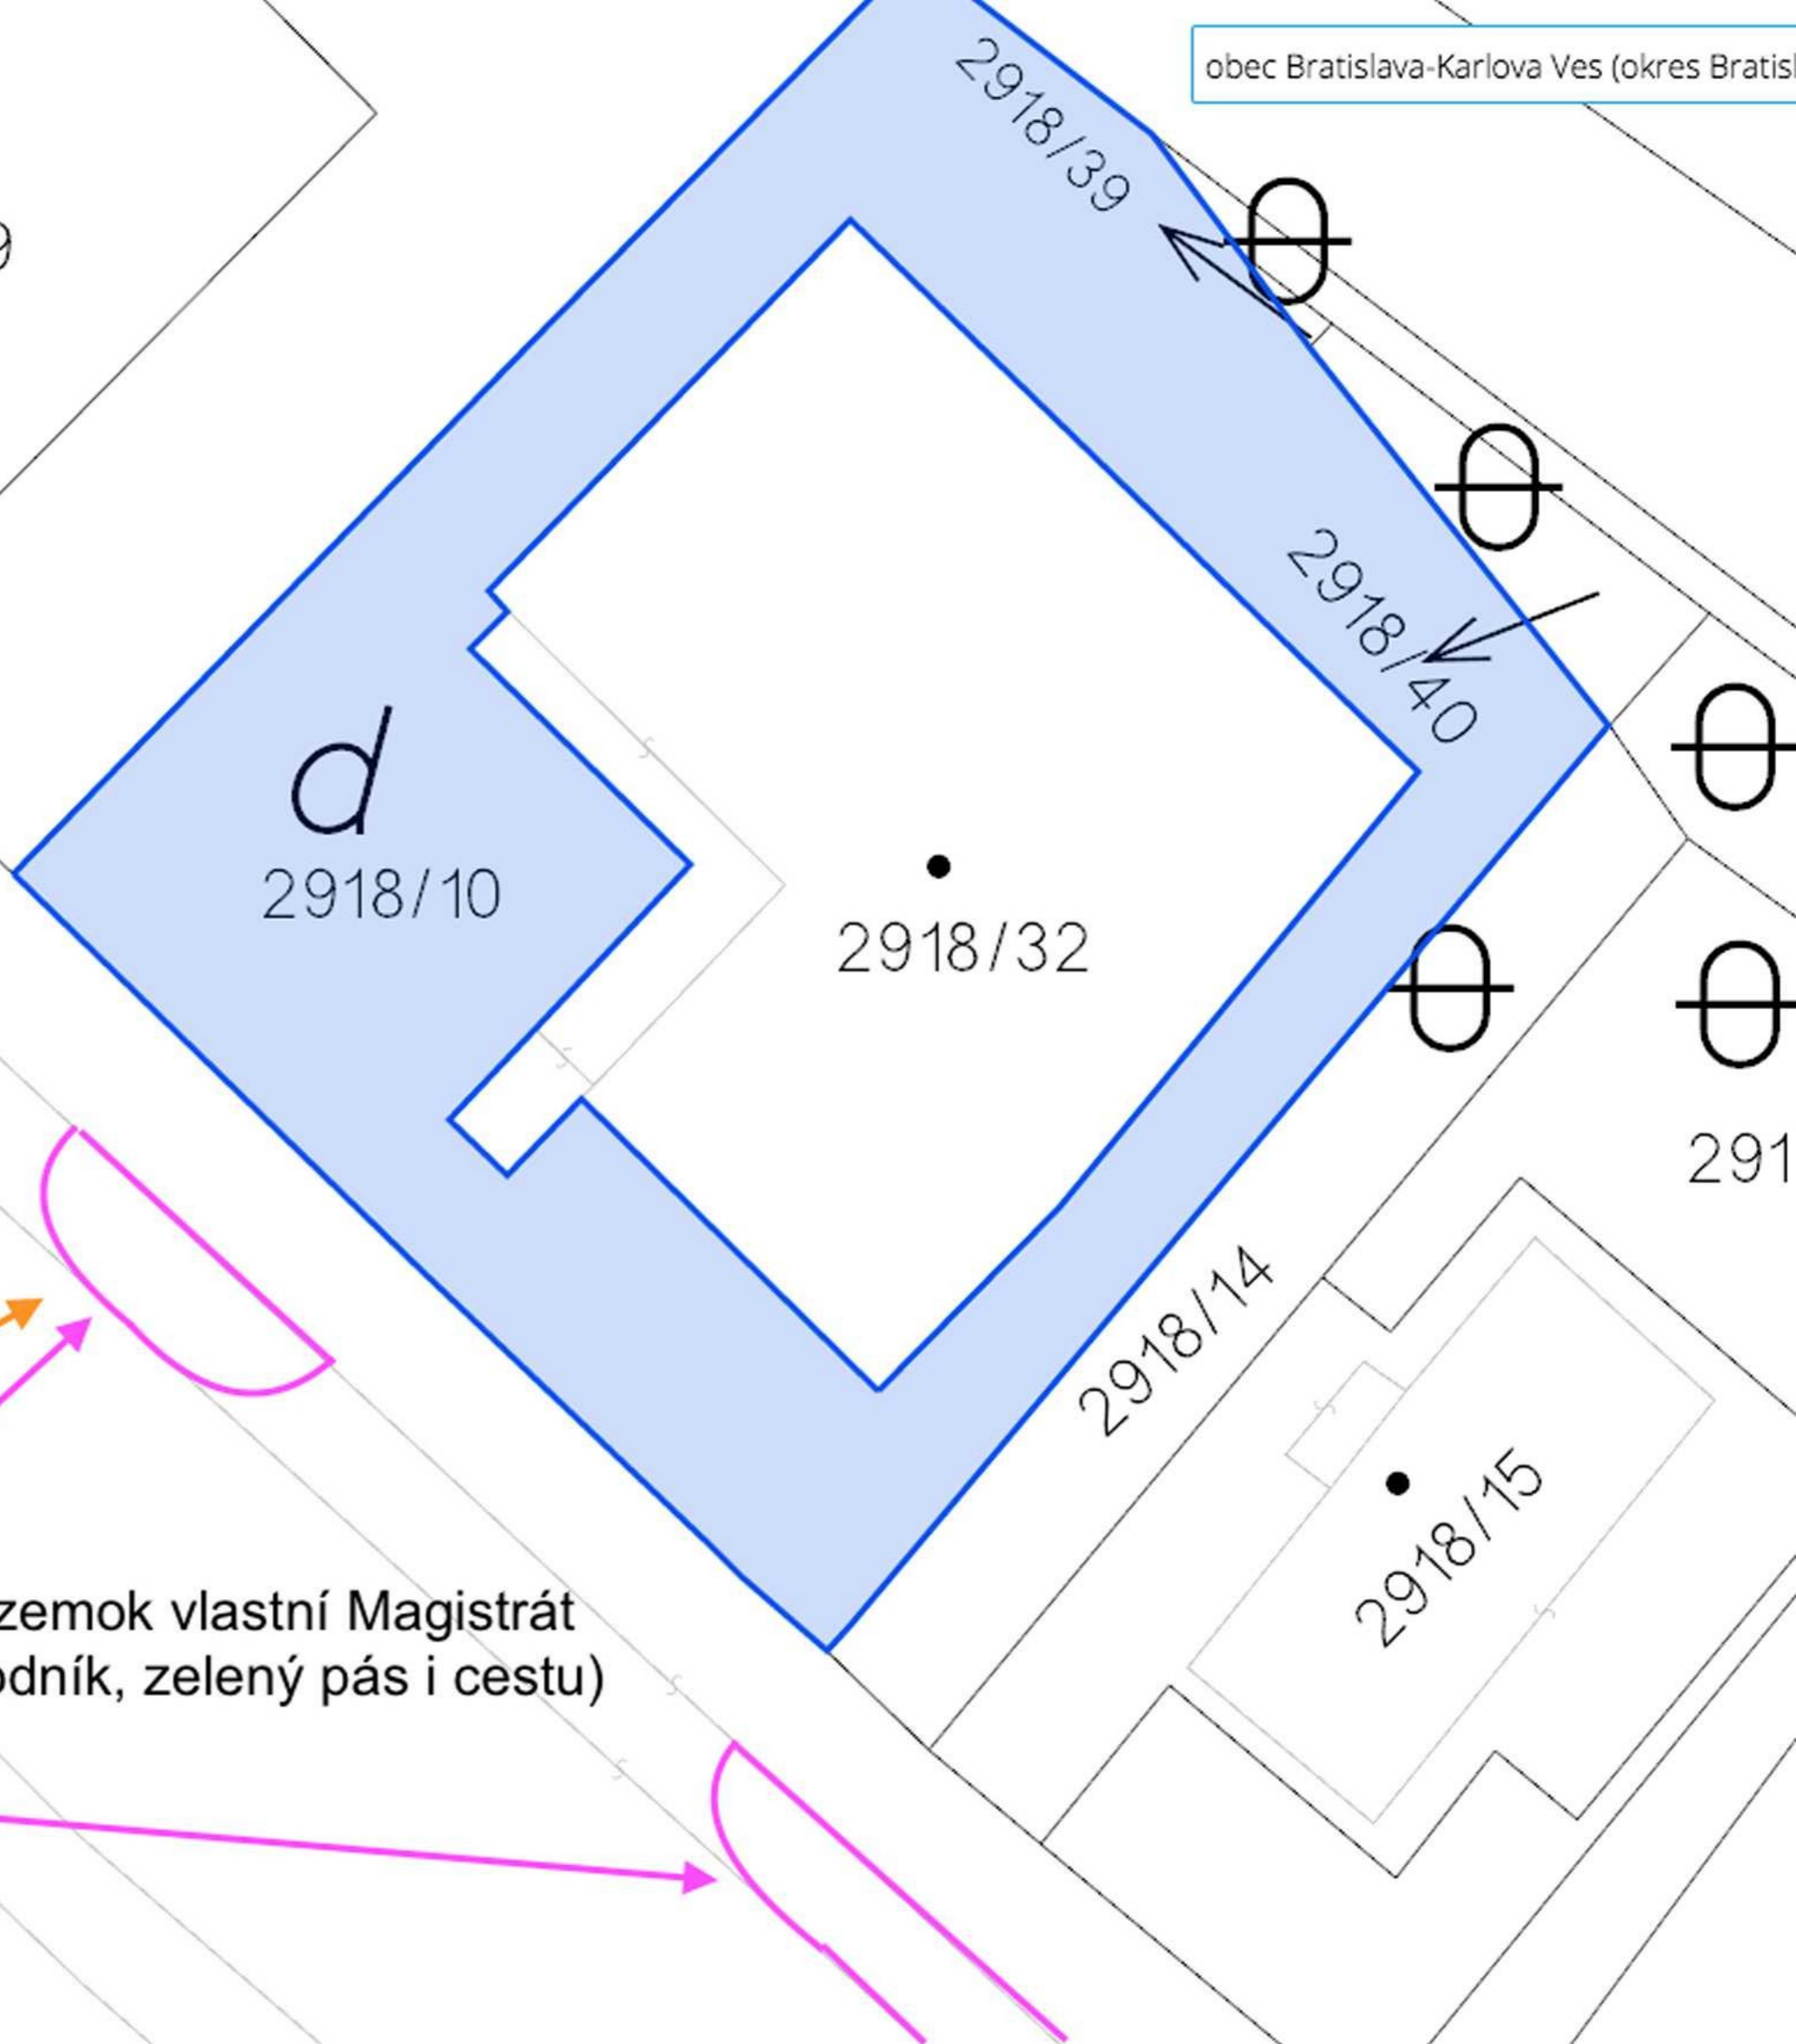 obec Bratislava-Karlova Ves (okres Bratisl
2918/39
2918/40
d
2918/10
2918/32
2918/14
2918/15
291
9
zemok vlastní Magistrát
odník, zelený pás i cestu)